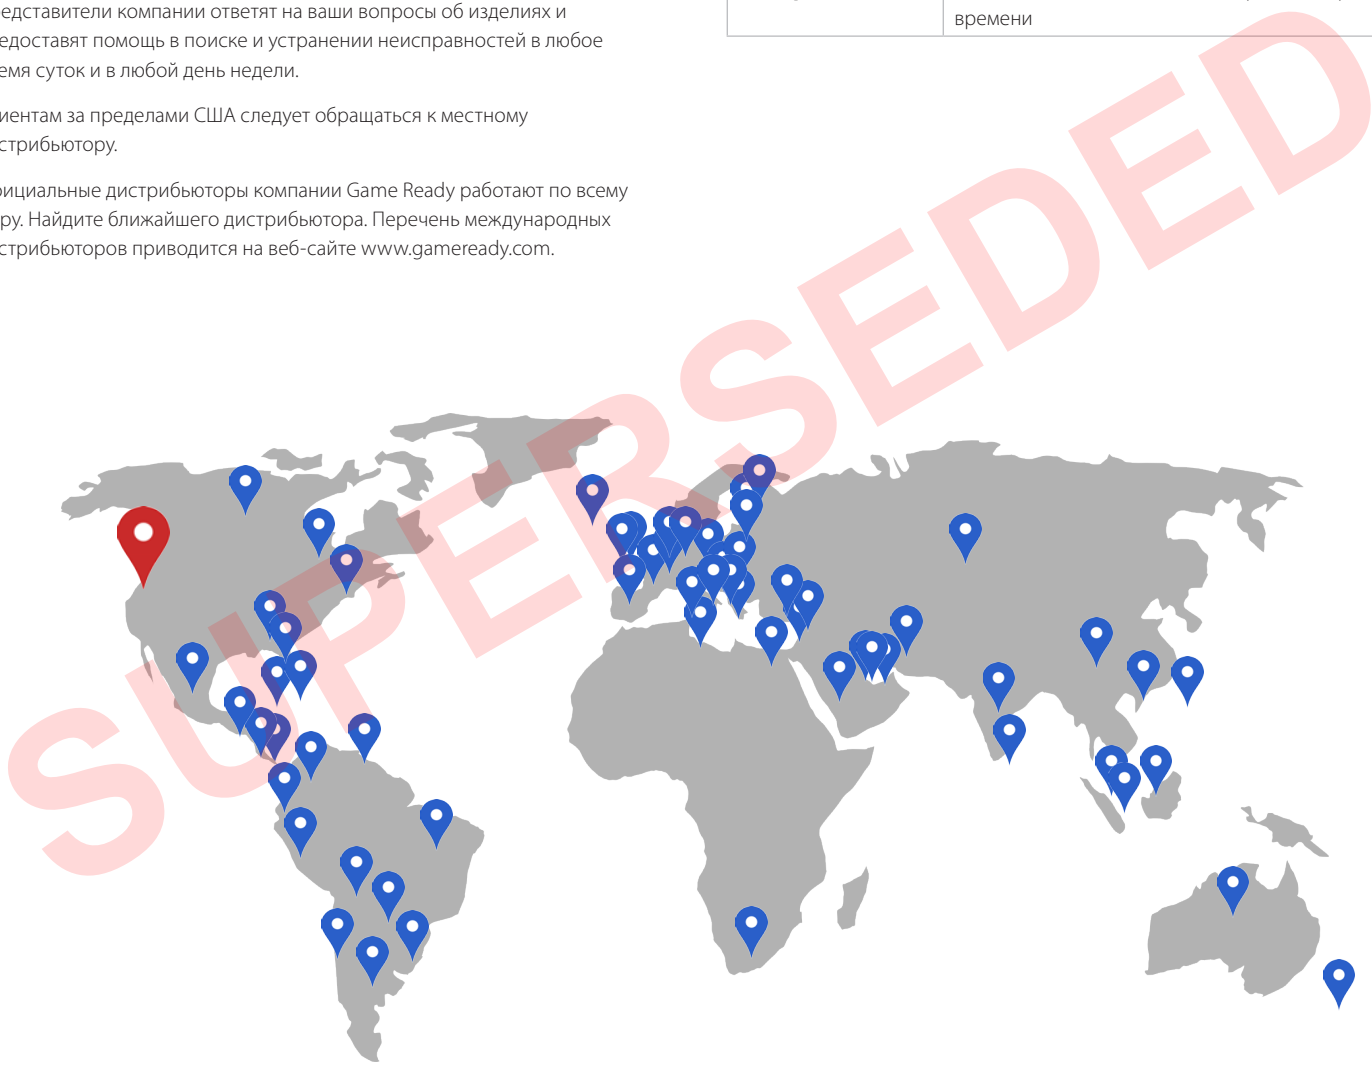 едставители компании ответят на ваши вопросы об изделиях и
едоставят помощь в поиске и устранении неисправностей в любое
емя суток и в любой день недели.
иентам за пределами США следует обращаться к местному
стрибьютору.
ициальные дистрибьюторы компании Game Ready работают по всему
ру. Найдите ближайшего дистрибьютора. Перечень международных
стрибьюторов приводится на веб-сайте www.gameready.com.
времени
SUPERSEDED